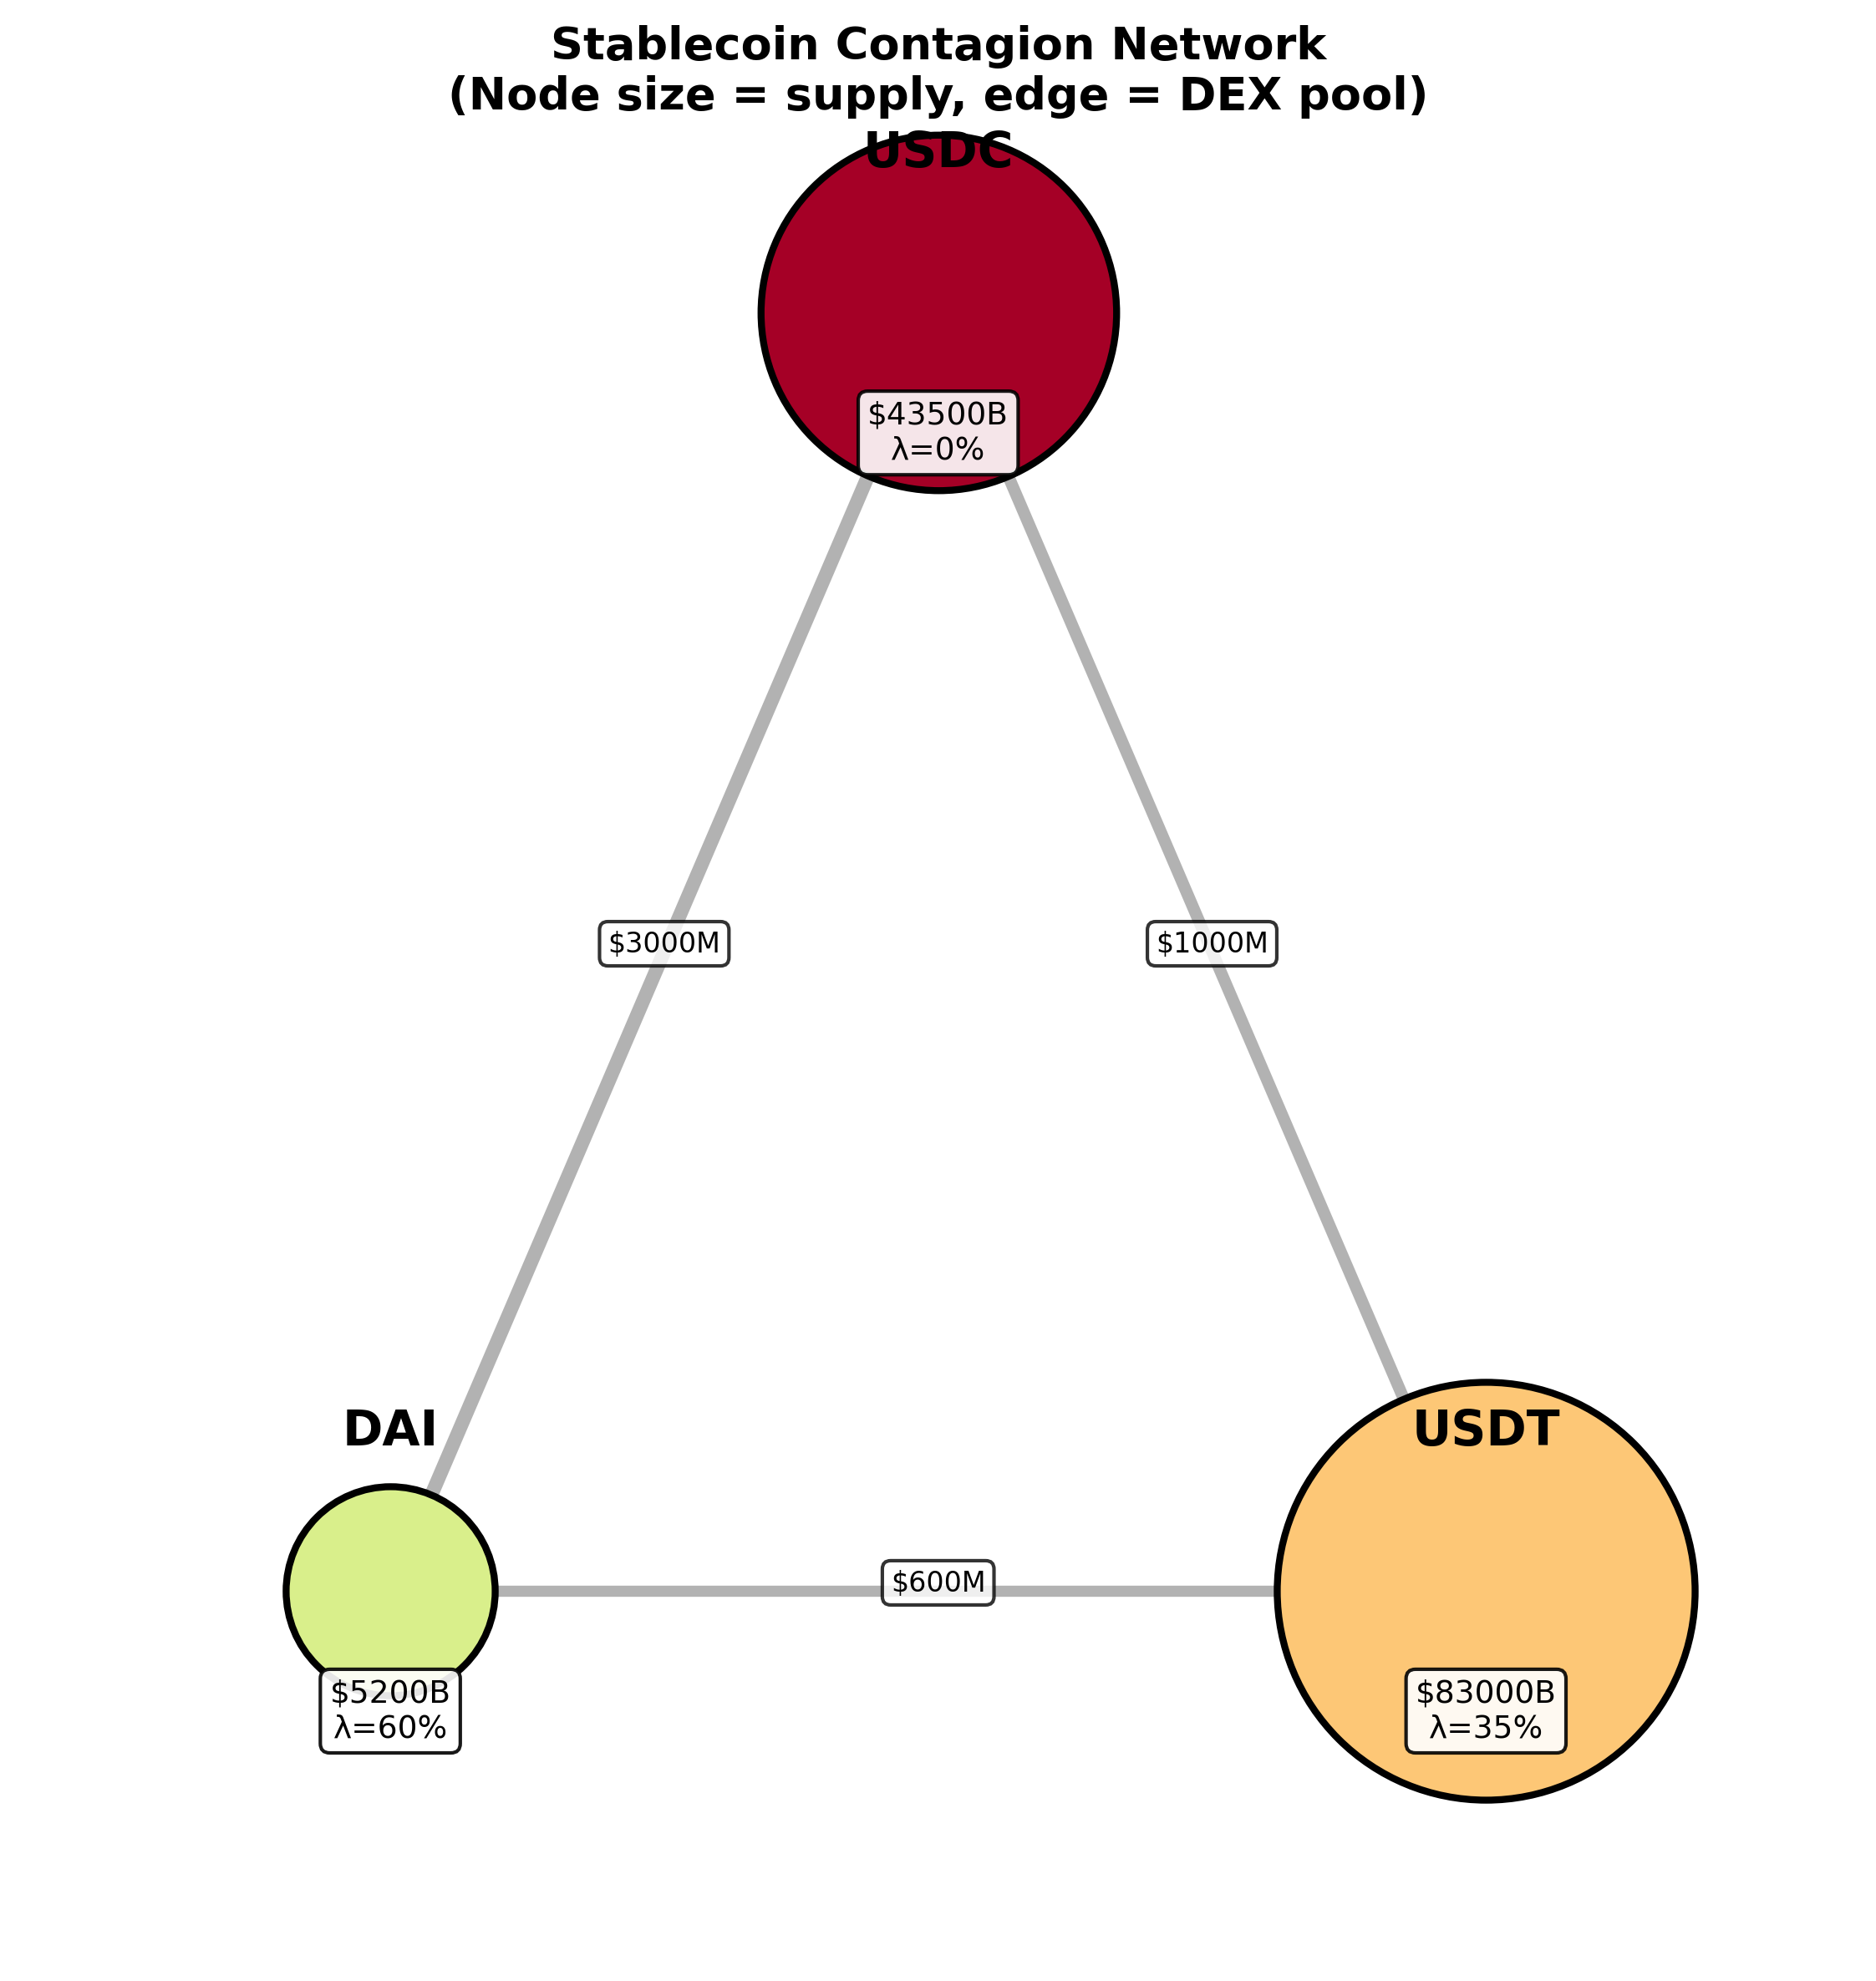 Stablecoin Contagion Network
(Node size = supply, edge = DEX pool)
USDC
$43500B
λ=0%
$3000M
$1000M
DAI
USDT
$600M
$5200B
λ=60%
$83000B
λ=35%